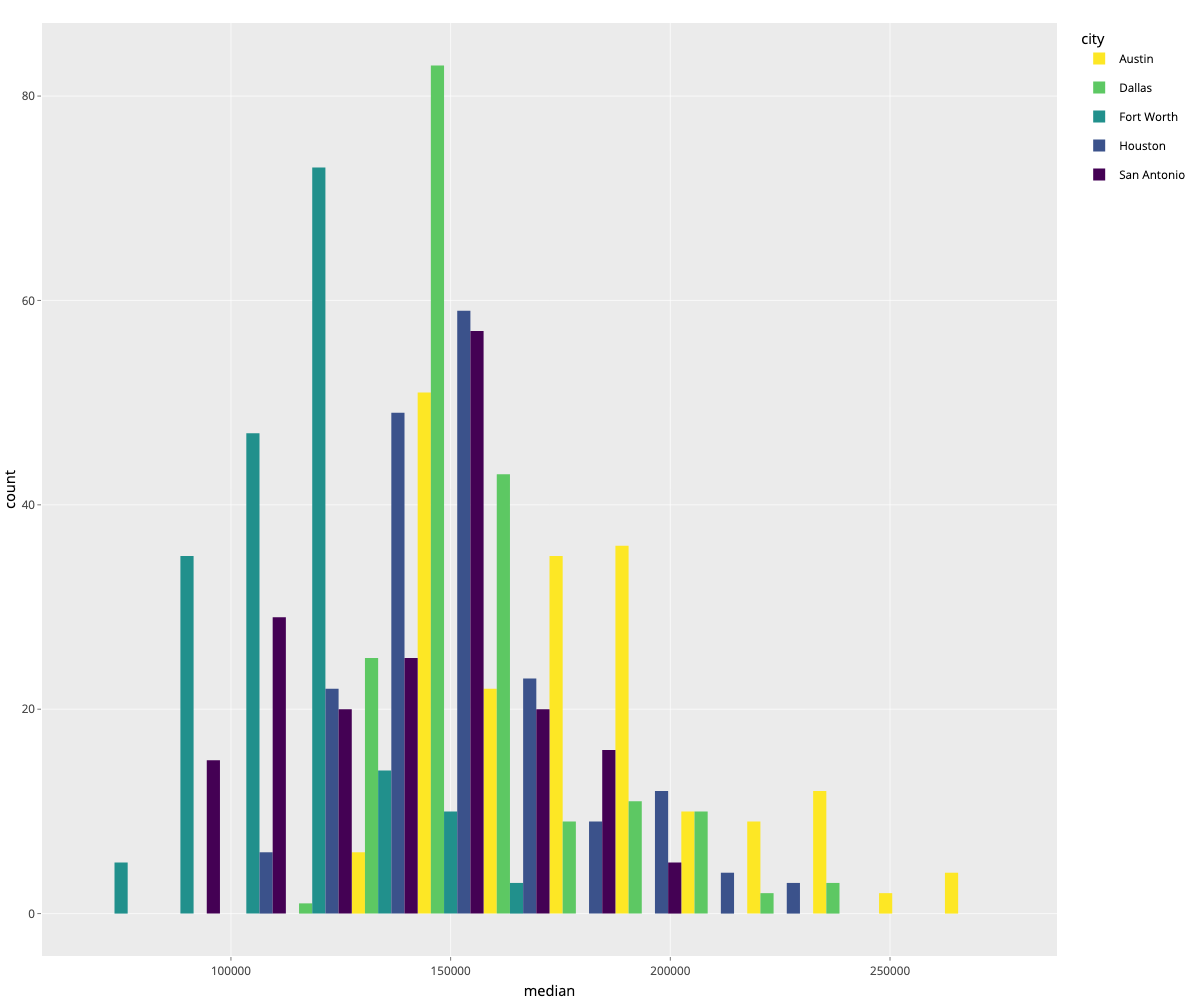 city
Austin
Dallas
Fort Worth
Houston
San Antonio
80
60
40
20
0
count
100000
150000
200000
250000
median